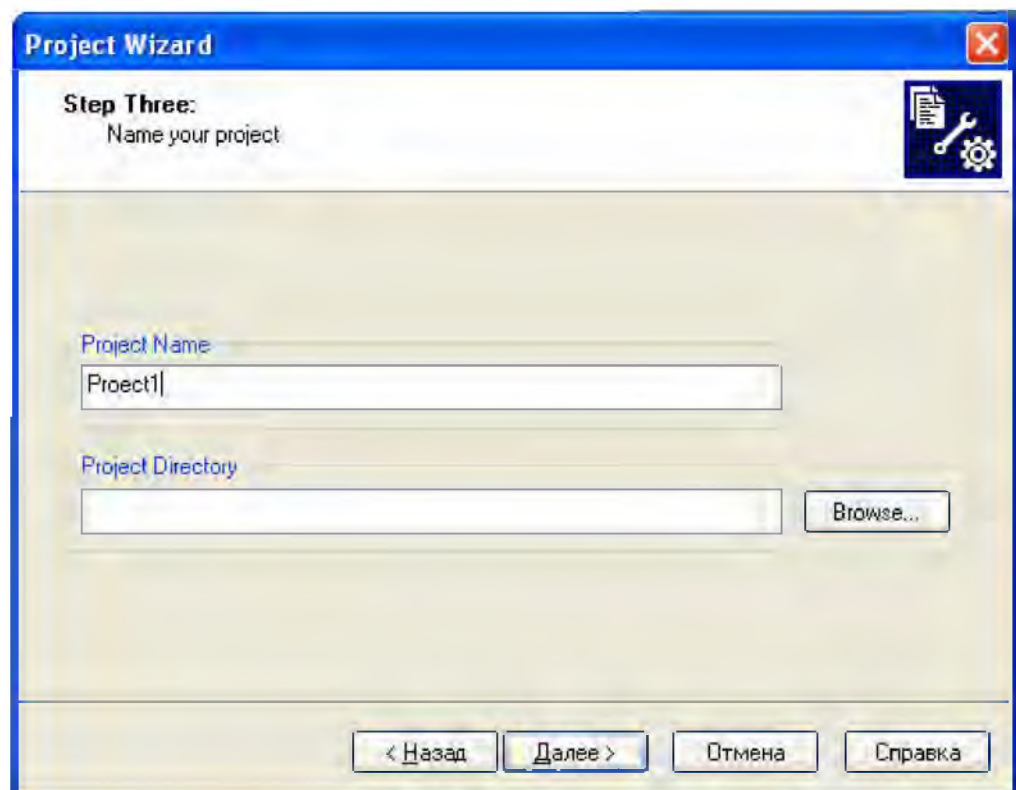 Project Wizard
Step Three:
Name your project
Project Name
Proect1
Project Directory
Browse...
< Назад
Далее >
Отмена
Справка